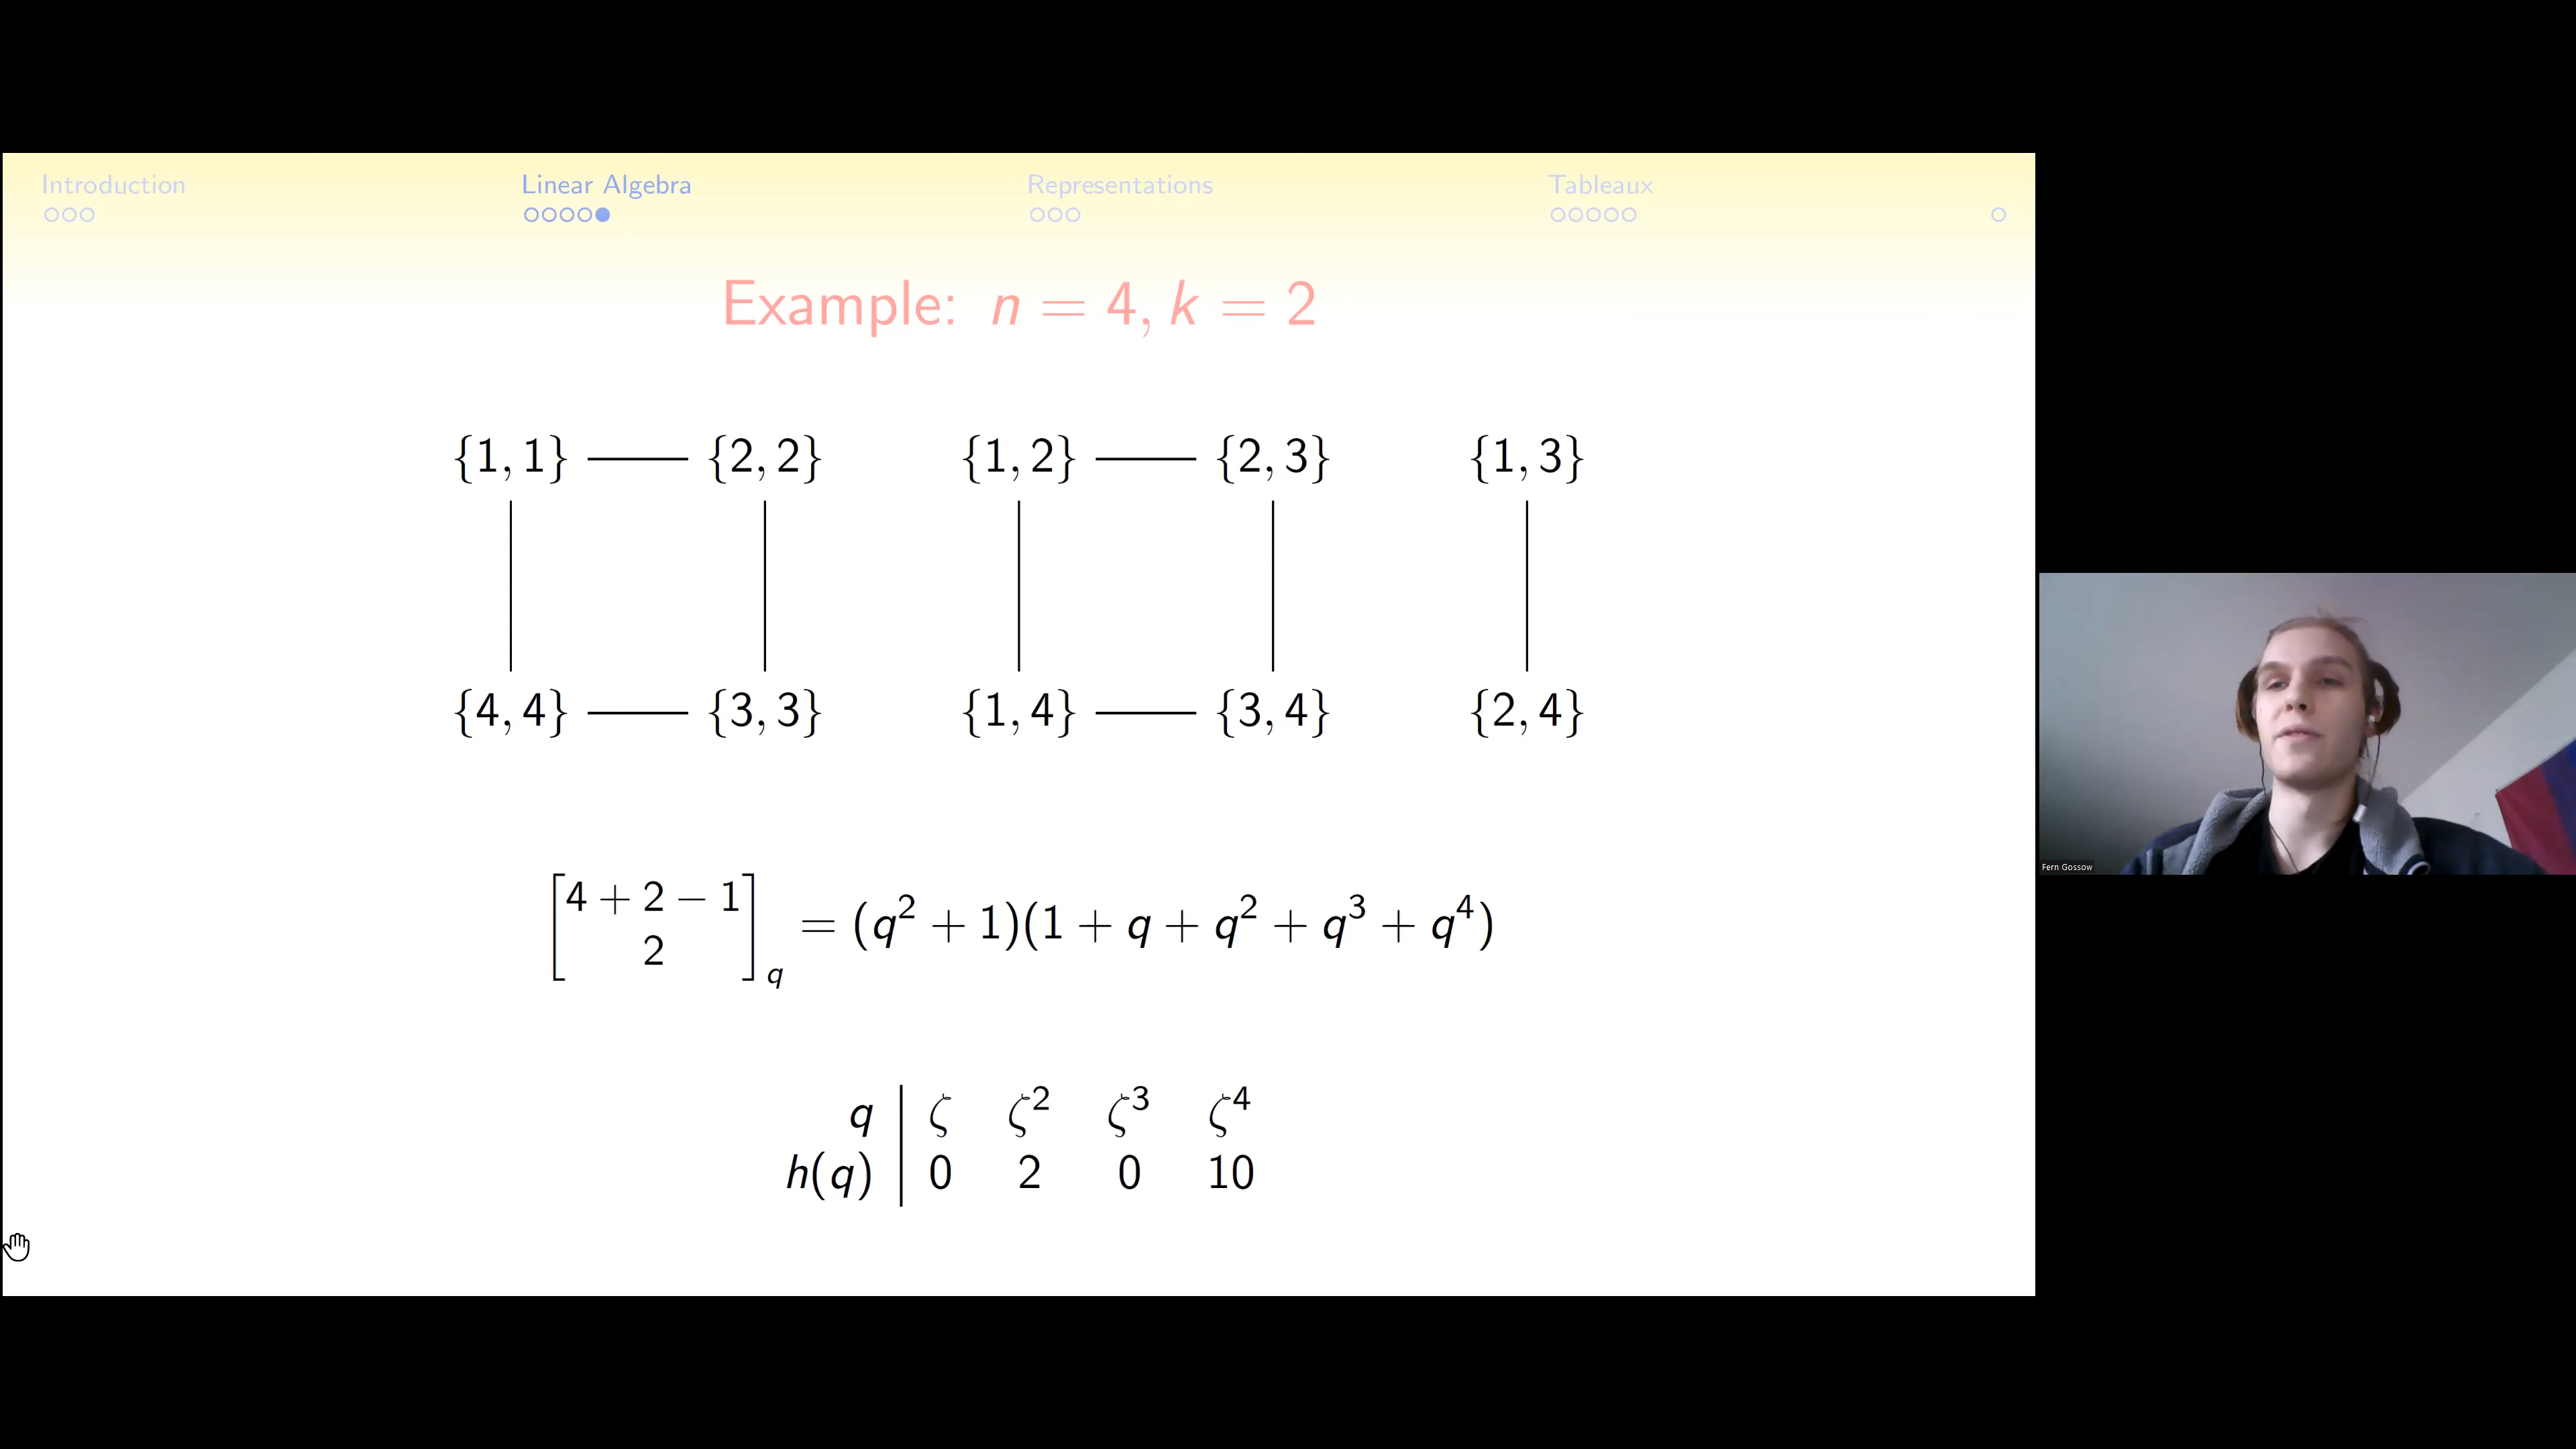 Introduction Linear Algebra Representations Tableaux
Example: n = 4, k = 2
{1, 1} {2, 2} {1, 2} {2, 3} {1, 3}
{4, 4} {3, 3} {1, 4} {3, 4} {2, 4}
[4 + 2 − 1 2]q = (q² + 1)(1 + q + q² + q³ + q⁴)
q ζ ζ² ζ³ ζ⁴
h(q) 0 2 0 10
Fern Gossow